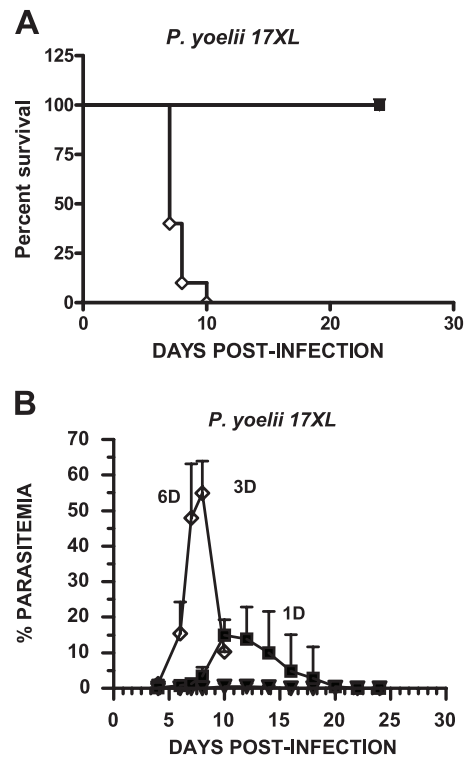 A
P. yoelii 17XL
125
100
75
50
25
0
Percent survival
0 10 20 30
DAYS POST-INFECTION
B
P. yoelii 17XL
70
60
50
40
30
20
10
0
% PARASITEMIA
6D 3D
1D
0 5 10 15 20 25 30
DAYS POST-INFECTION